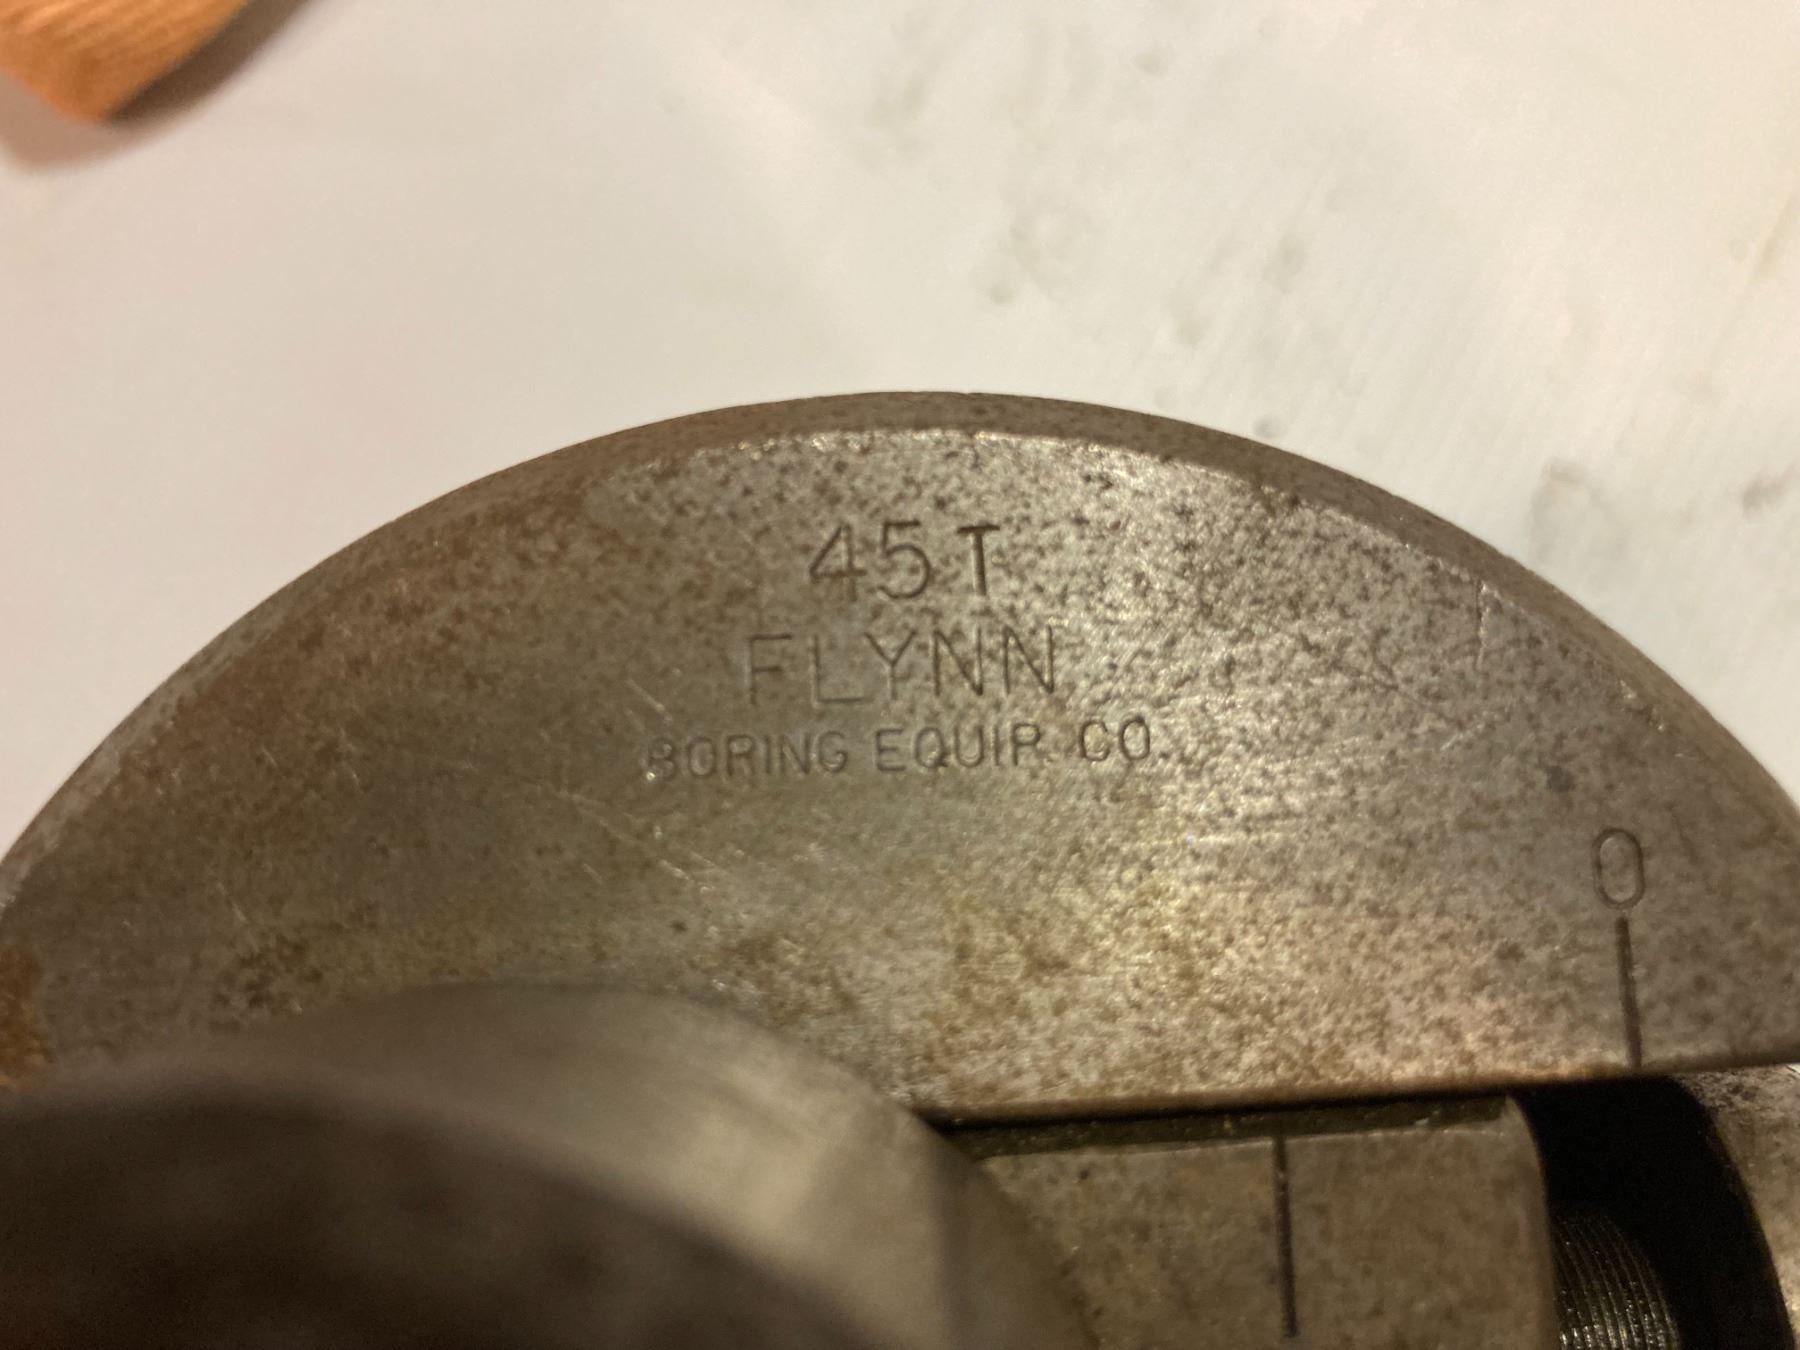 45T
FLYNN
BORING EQUIP. CO.
0